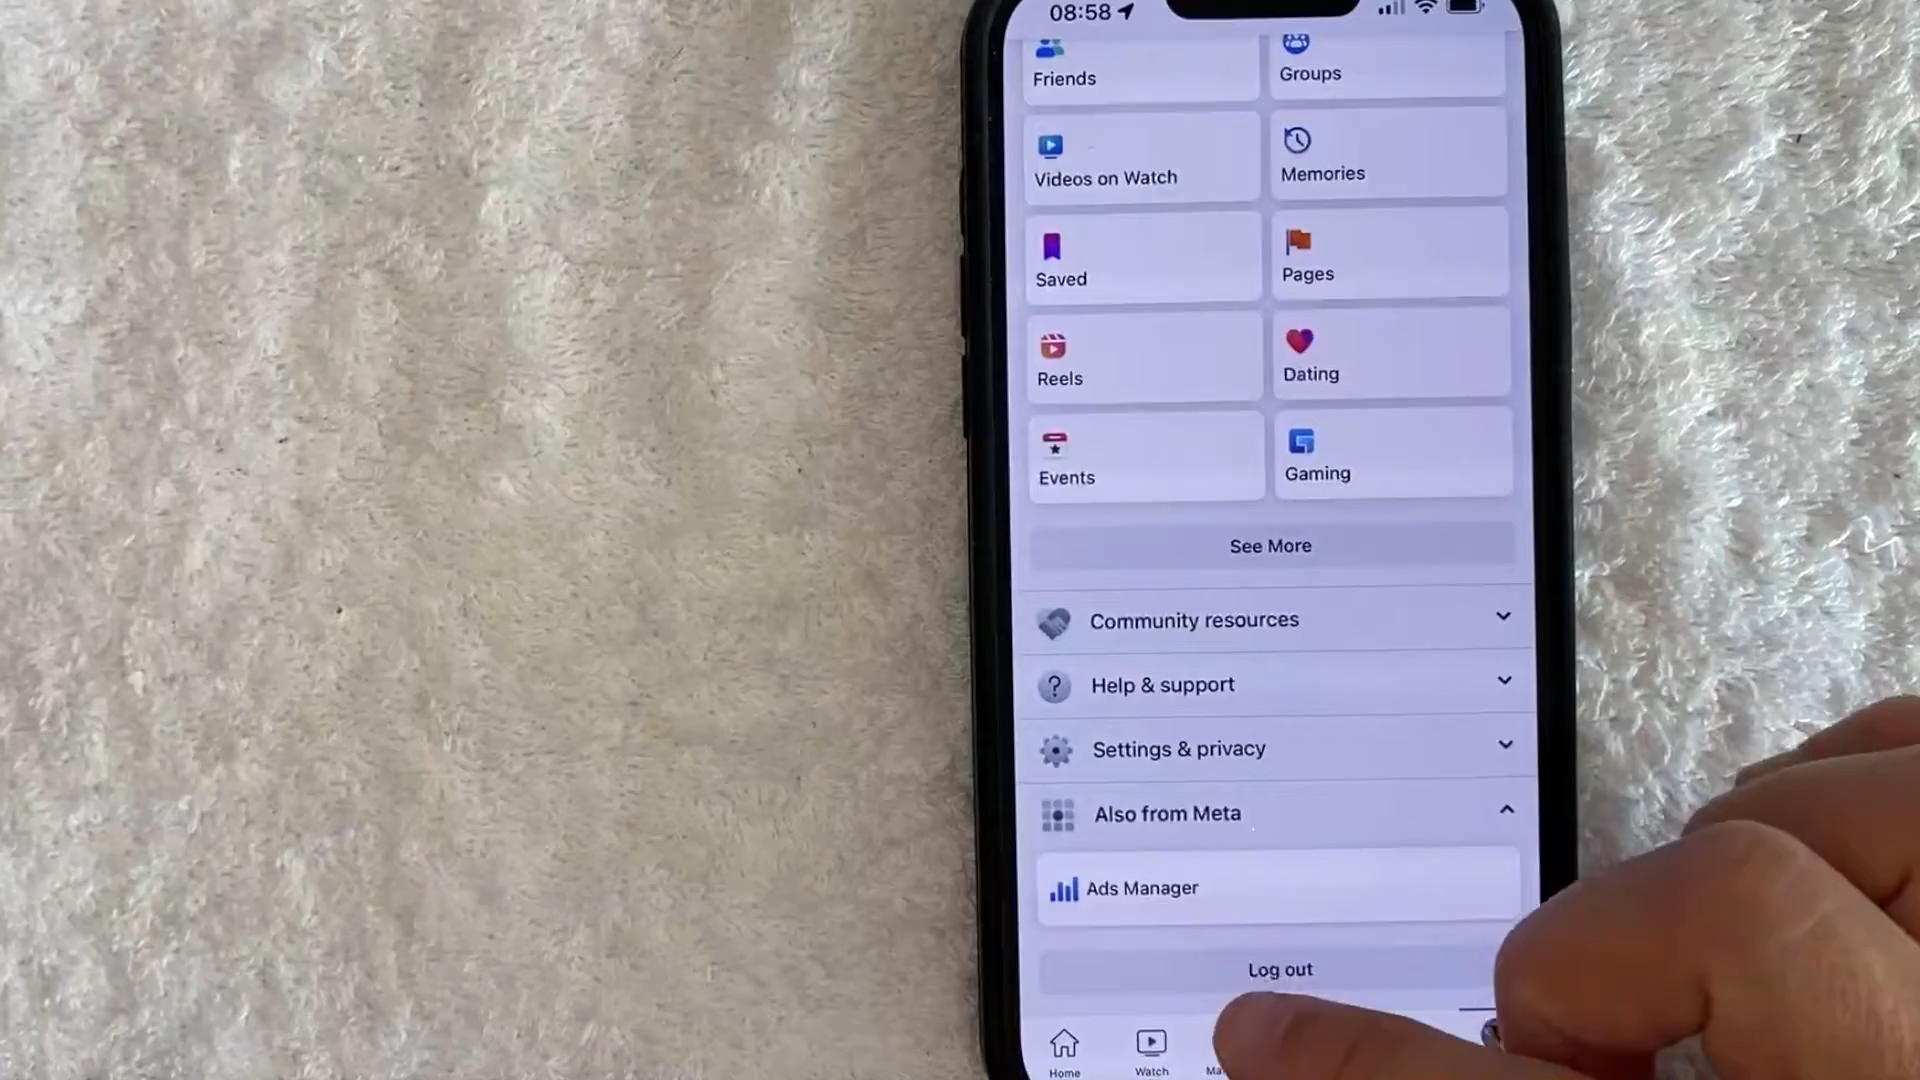 08:58
Friends
Groups
Videos on Watch
Memories
Saved
Pages
Reels
Dating
Events
Gaming
See More
Community resources
Help & support
Settings & privacy
Also from Meta
Ads Manager
Log out
Home
Watch